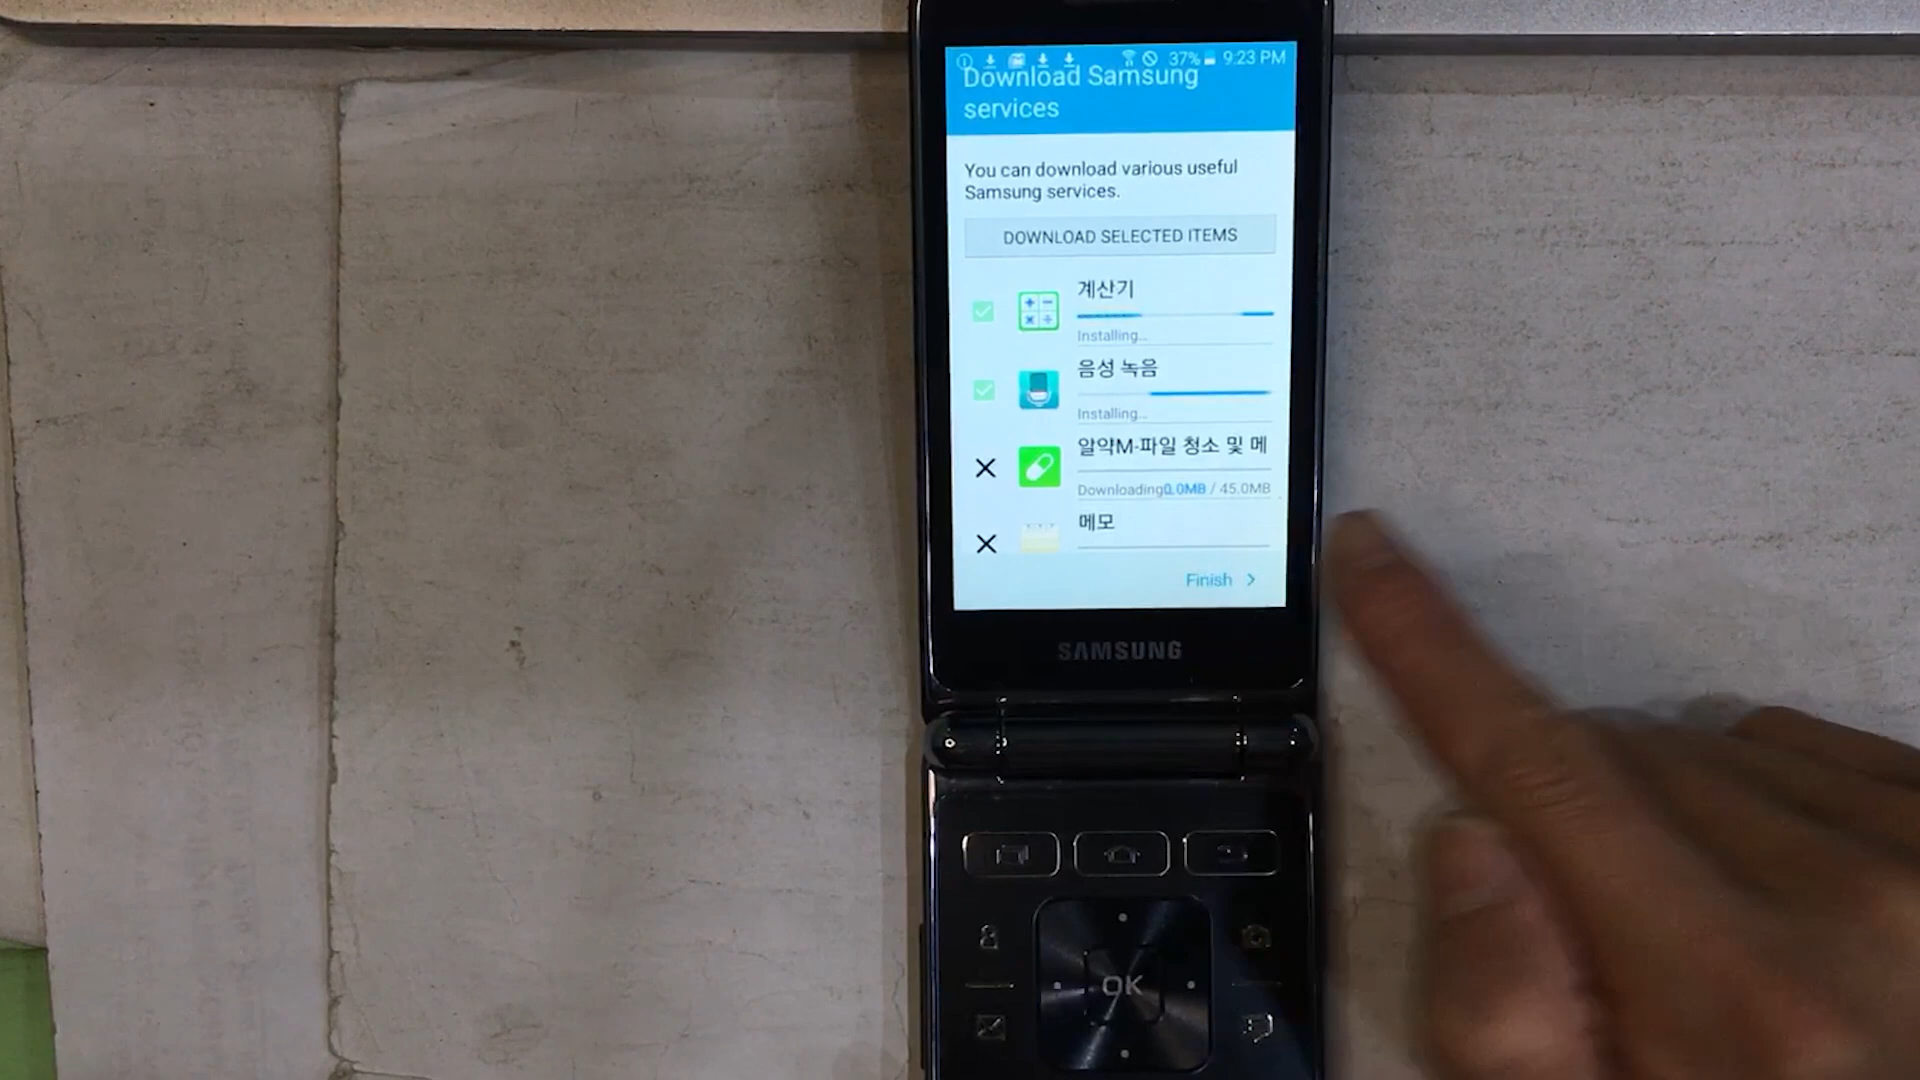 37% 9:23 PM
Download Samsung
services
You can download various useful
Samsung services.
DOWNLOAD SELECTED ITEMS
계산기
Installing...
음성 녹음
Installing...
알약M-파일 청소 및 메
Downloading 0.0MB / 45.0MB
메모
Finish >
SAMSUNG
OK